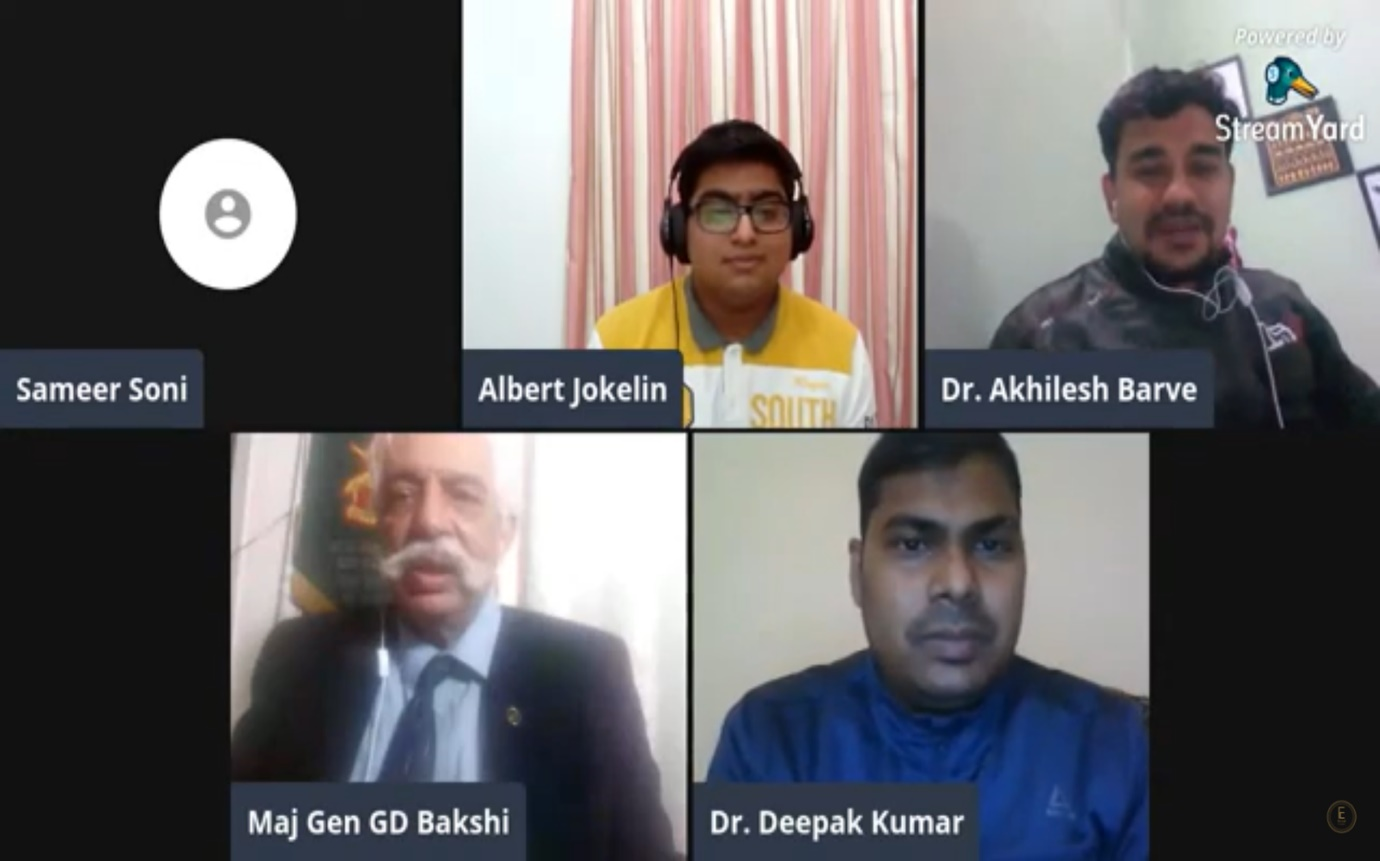 Powered by
StreamYard
Sameer Soni
Albert Jokelin
Dr. Akhilesh Barve
SOUTH
Maj Gen GD Bakshi
Dr. Deepak Kumar
E